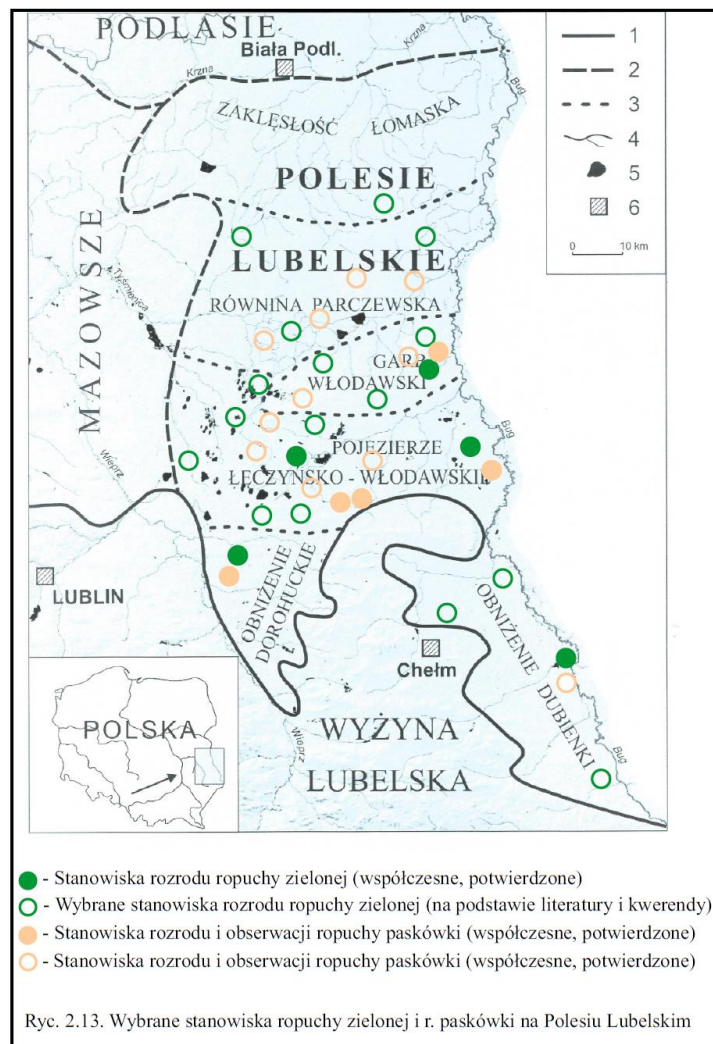 PODLASIE
Biała Podl.
Krzna
Krzna
Bug
ZAKLĘSŁOŚĆ ŁOMASKA
POLESIE
LUBELSKIE
MAZOWSZE
Tyśmienica
RÓWNINA PARCZEWSKA
GARB
WŁODAWSKI
POJEZIERZE
ŁĘCZYŃSKO - WŁODAWSKIE
Bug
Wieprz
LUBLIN
OBNIŻENIE
DOROHUCKIE
Chełm
OBNIŻENIE
DUBIENKI
Bug
Wieprz
WYŻYNA
LUBELSKA
POLSKA
1
2
3
4
5
6
0 10 km
- Stanowiska rozrodu ropuchy zielonej (współczesne, potwierdzone)
- Wybrane stanowiska rozrodu ropuchy zielonej (na podstawie literatury i kwerendy)
- Stanowiska rozrodu i obserwacji ropuchy paskówki (współczesne, potwierdzone)
- Stanowiska rozrodu i obserwacji ropuchy paskówki (współczesne, potwierdzone)
Ryc. 2.13. Wybrane stanowiska ropuchy zielonej i r. paskówki na Polesiu Lubelskim